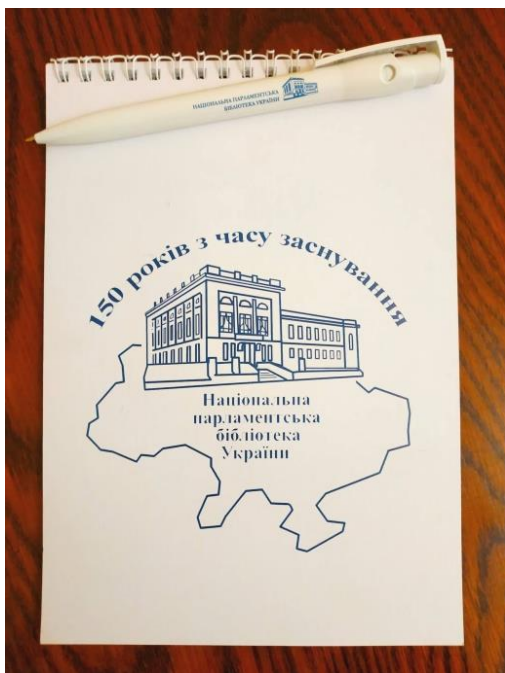 НАЦІОНАЛЬНА ПАРЛАМЕНТСЬКА
БІБЛІОТЕКА УКРАЇНИ
150 років з часу заснування
Національна
парламентська
бібліотека
України